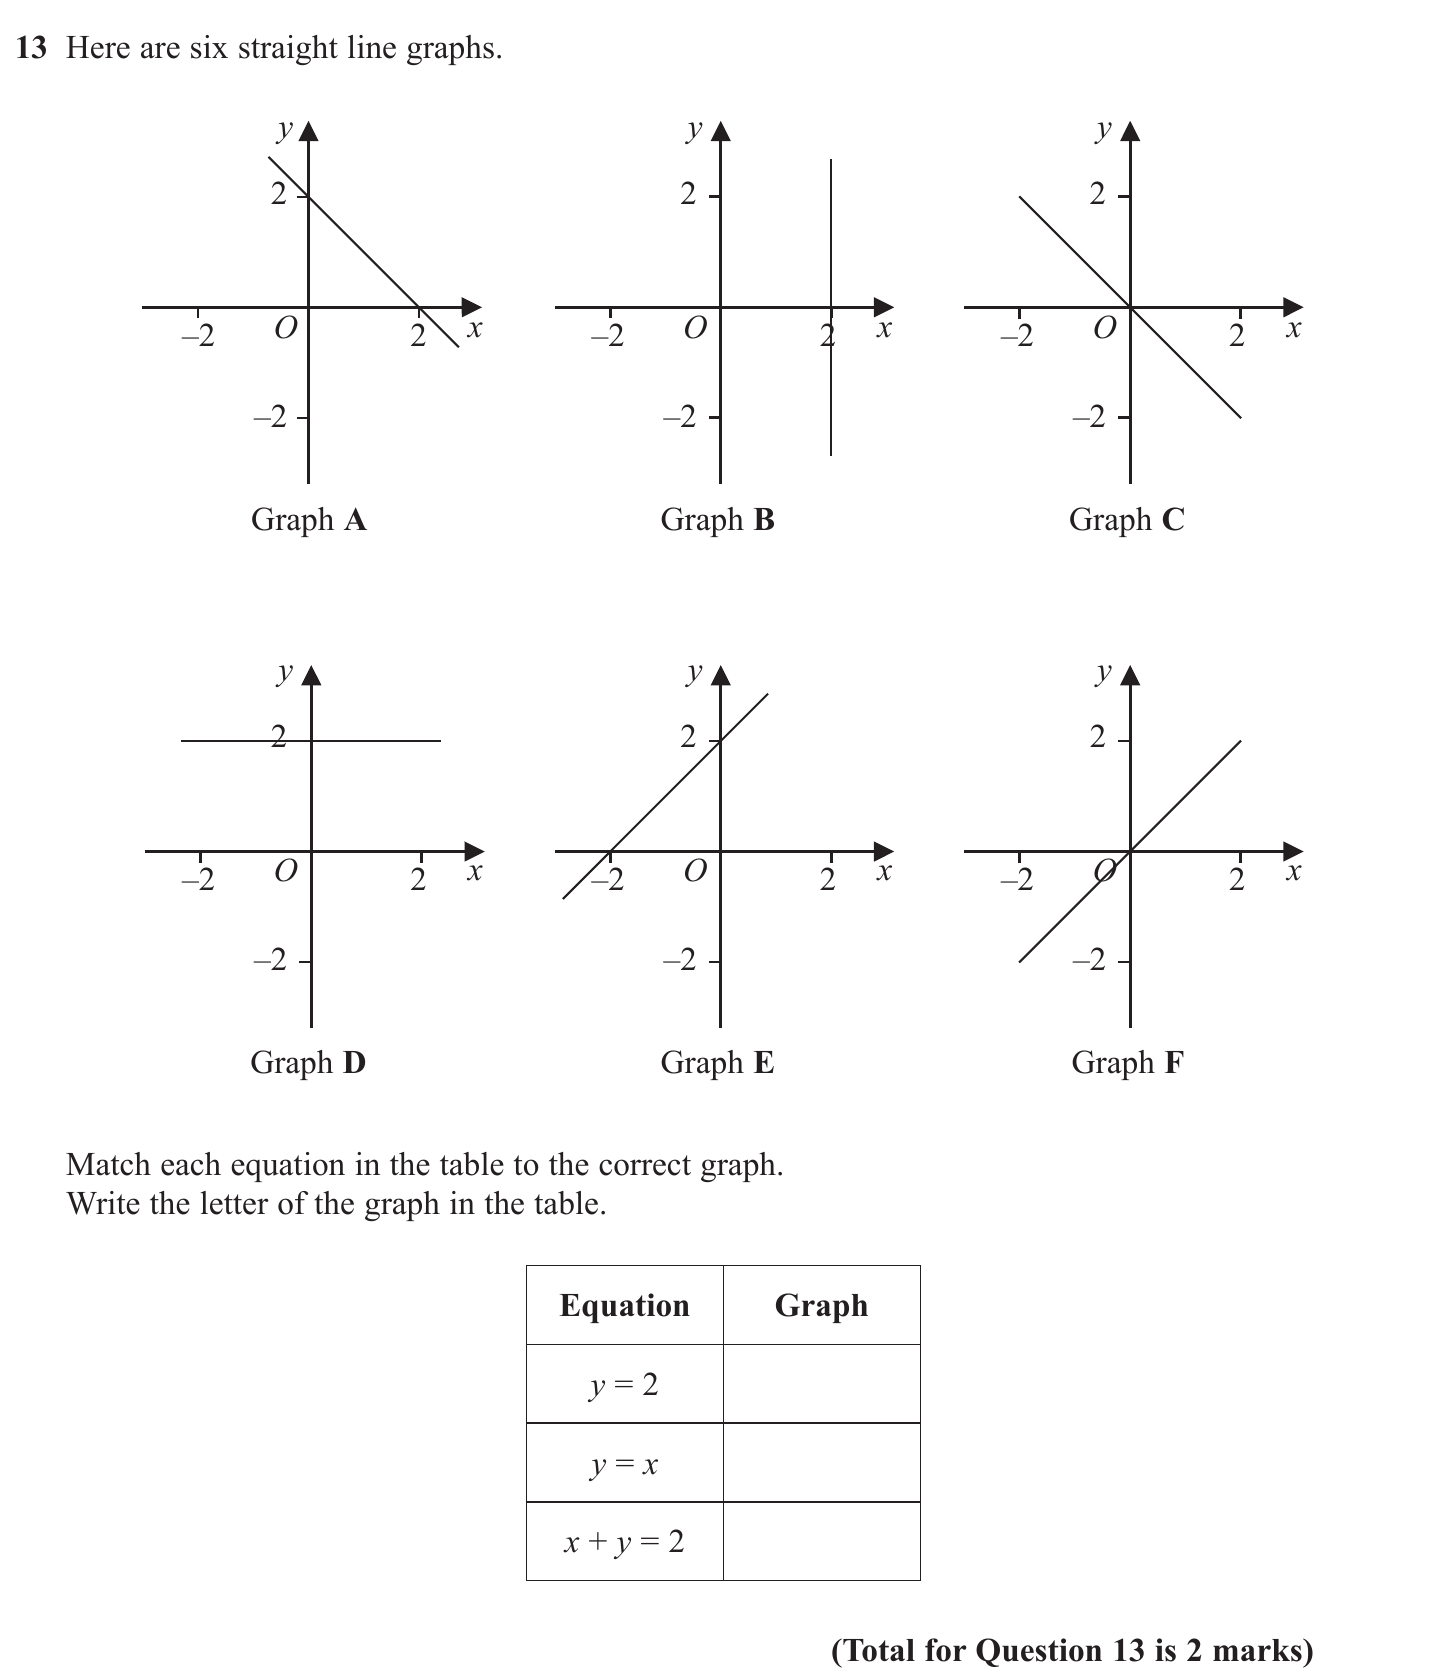 13 Here are six straight line graphs.
y y y
2 2 2
–2 O 2 x –2 O 2 x –2 O 2 x
–2 –2 –2
Graph A Graph B Graph C
y y y
2 2 2
–2 O 2 x –2 O 2 x –2 O 2 x
–2 –2 –2
Graph D Graph E Graph F
Match each equation in the table to the correct graph.
Write the letter of the graph in the table.
Equation Graph
y = 2
y = x
x + y = 2
(Total for Question 13 is 2 marks)